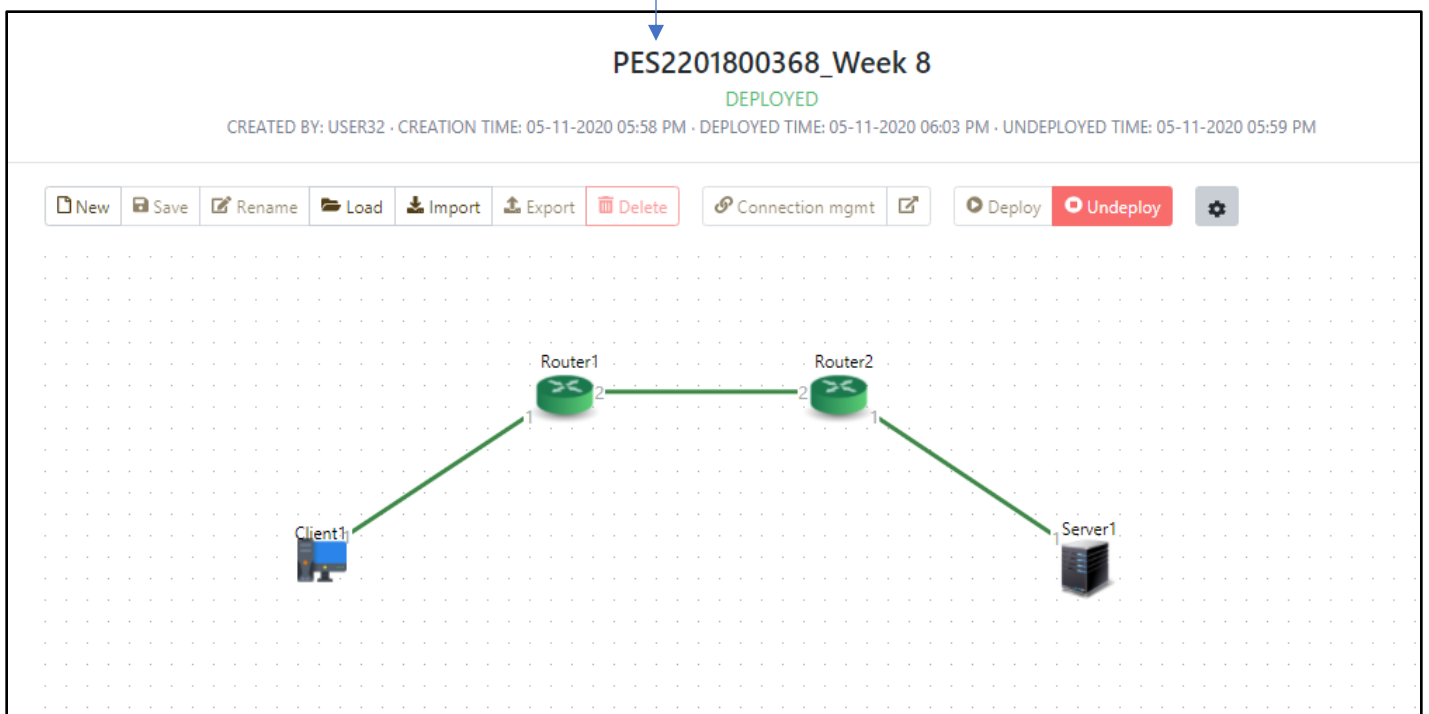 PES2201800368_Week 8
DEPLOYED
CREATED BY: USER32 · CREATION TIME: 05-11-2020 05:58 PM · DEPLOYED TIME: 05-11-2020 06:03 PM · UNDEPLOYED TIME: 05-11-2020 05:59 PM
New Save Rename Load Import Export Delete Connection mgmt Deploy Undeploy
Router1 Router2
2 2
1 1
Client1 1 1 Server1